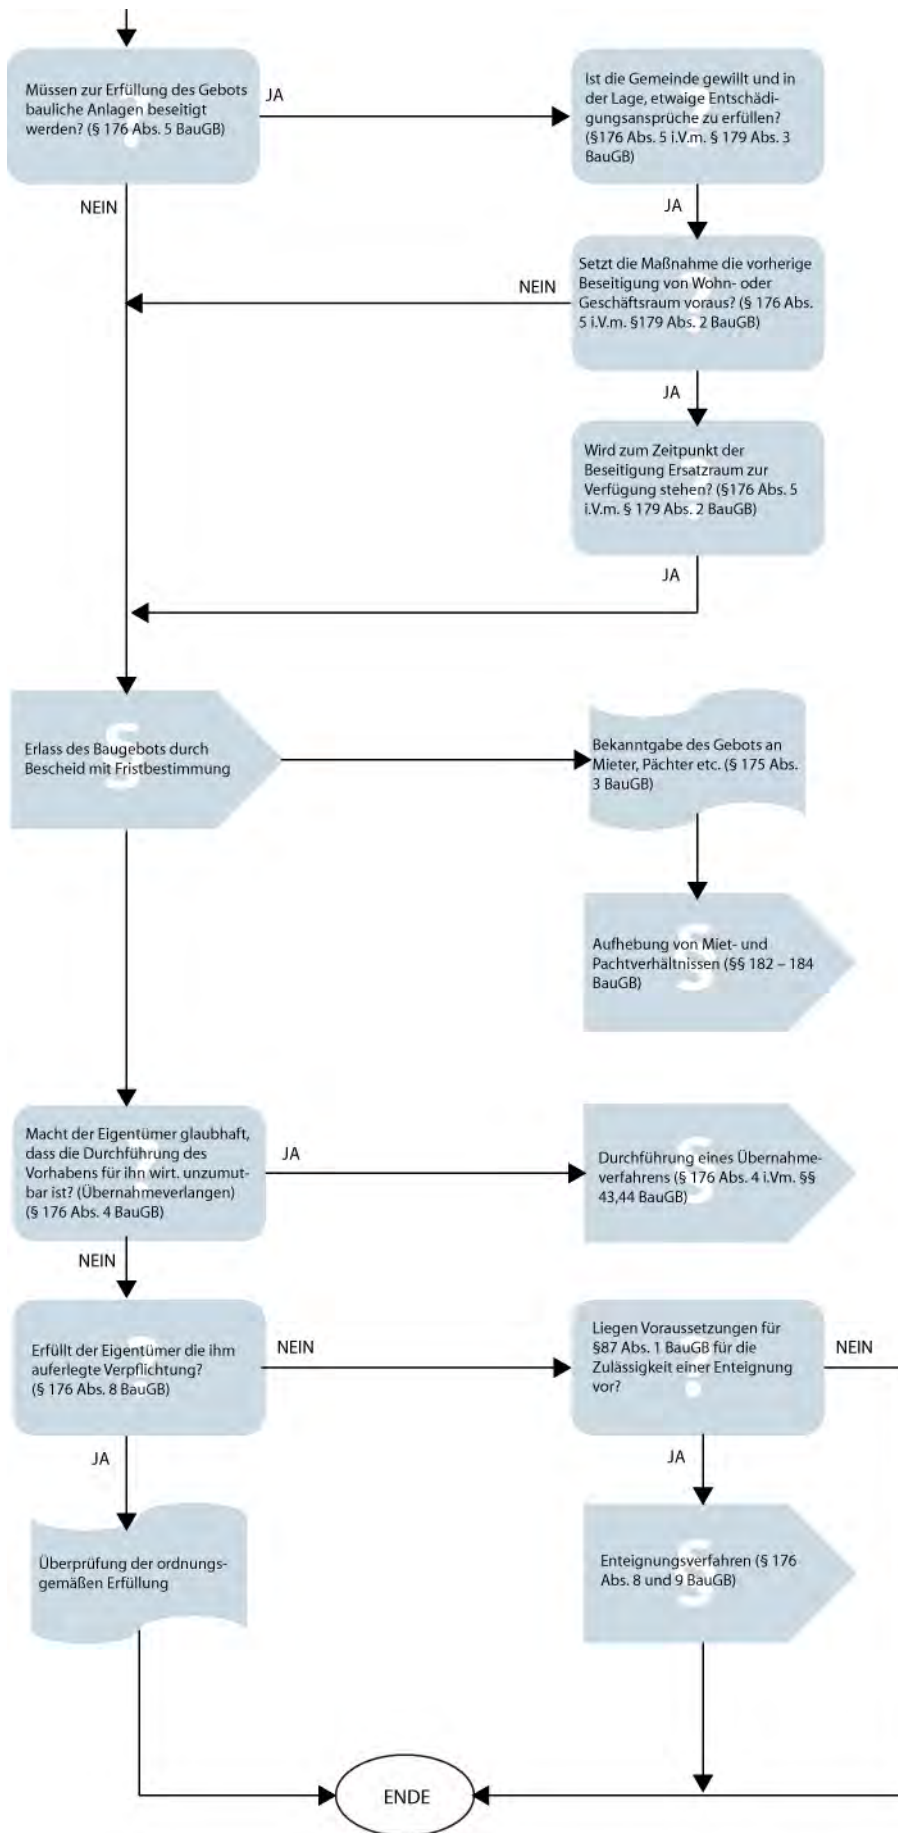 Müssen zur Erfüllung des Gebots
bauliche Anlagen beseitigt
werden? (§ 176 Abs. 5 BauGB)
JA
Ist die Gemeinde gewillt und in
der Lage, etwaige Entschädi-
gungsansprüche zu erfüllen?
(§176 Abs. 5 i.V.m. § 179 Abs. 3
BauGB)
NEIN
JA
Setzt die Maßnahme die vorherige
Beseitigung von Wohn- oder
Geschäftsraum voraus? (§ 176 Abs.
5 i.V.m. §179 Abs. 2 BauGB)
NEIN
JA
Wird zum Zeitpunkt der
Beseitigung Ersatzraum zur
Verfügung stehen? (§176 Abs. 5
i.V.m. § 179 Abs. 2 BauGB)
JA
Erlass des Baugebots durch
Bescheid mit Fristbestimmung
Bekanntgabe des Gebots an
Mieter, Pächter etc. (§ 175 Abs.
3 BauGB)
Aufhebung von Miet- und
Pachtverhältnissen (§§ 182 – 184
BauGB)
Macht der Eigentümer glaubhaft,
dass die Durchführung des
Vorhabens für ihn wirt. unzumut-
bar ist? (Übernahmeverlangen)
(§ 176 Abs. 4 BauGB)
JA
Durchführung eines Übernahme-
verfahrens (§ 176 Abs. 4 i.Vm. §§
43,44 BauGB)
NEIN
Erfüllt der Eigentümer die ihm
auferlegte Verpflichtung?
(§ 176 Abs. 8 BauGB)
NEIN
Liegen Voraussetzungen für
§87 Abs. 1 BauGB für die
Zulässigkeit einer Enteignung
vor?
NEIN
JA
JA
Überprüfung der ordnungs-
gemäßen Erfüllung
Enteignungsverfahren (§ 176
Abs. 8 und 9 BauGB)
ENDE